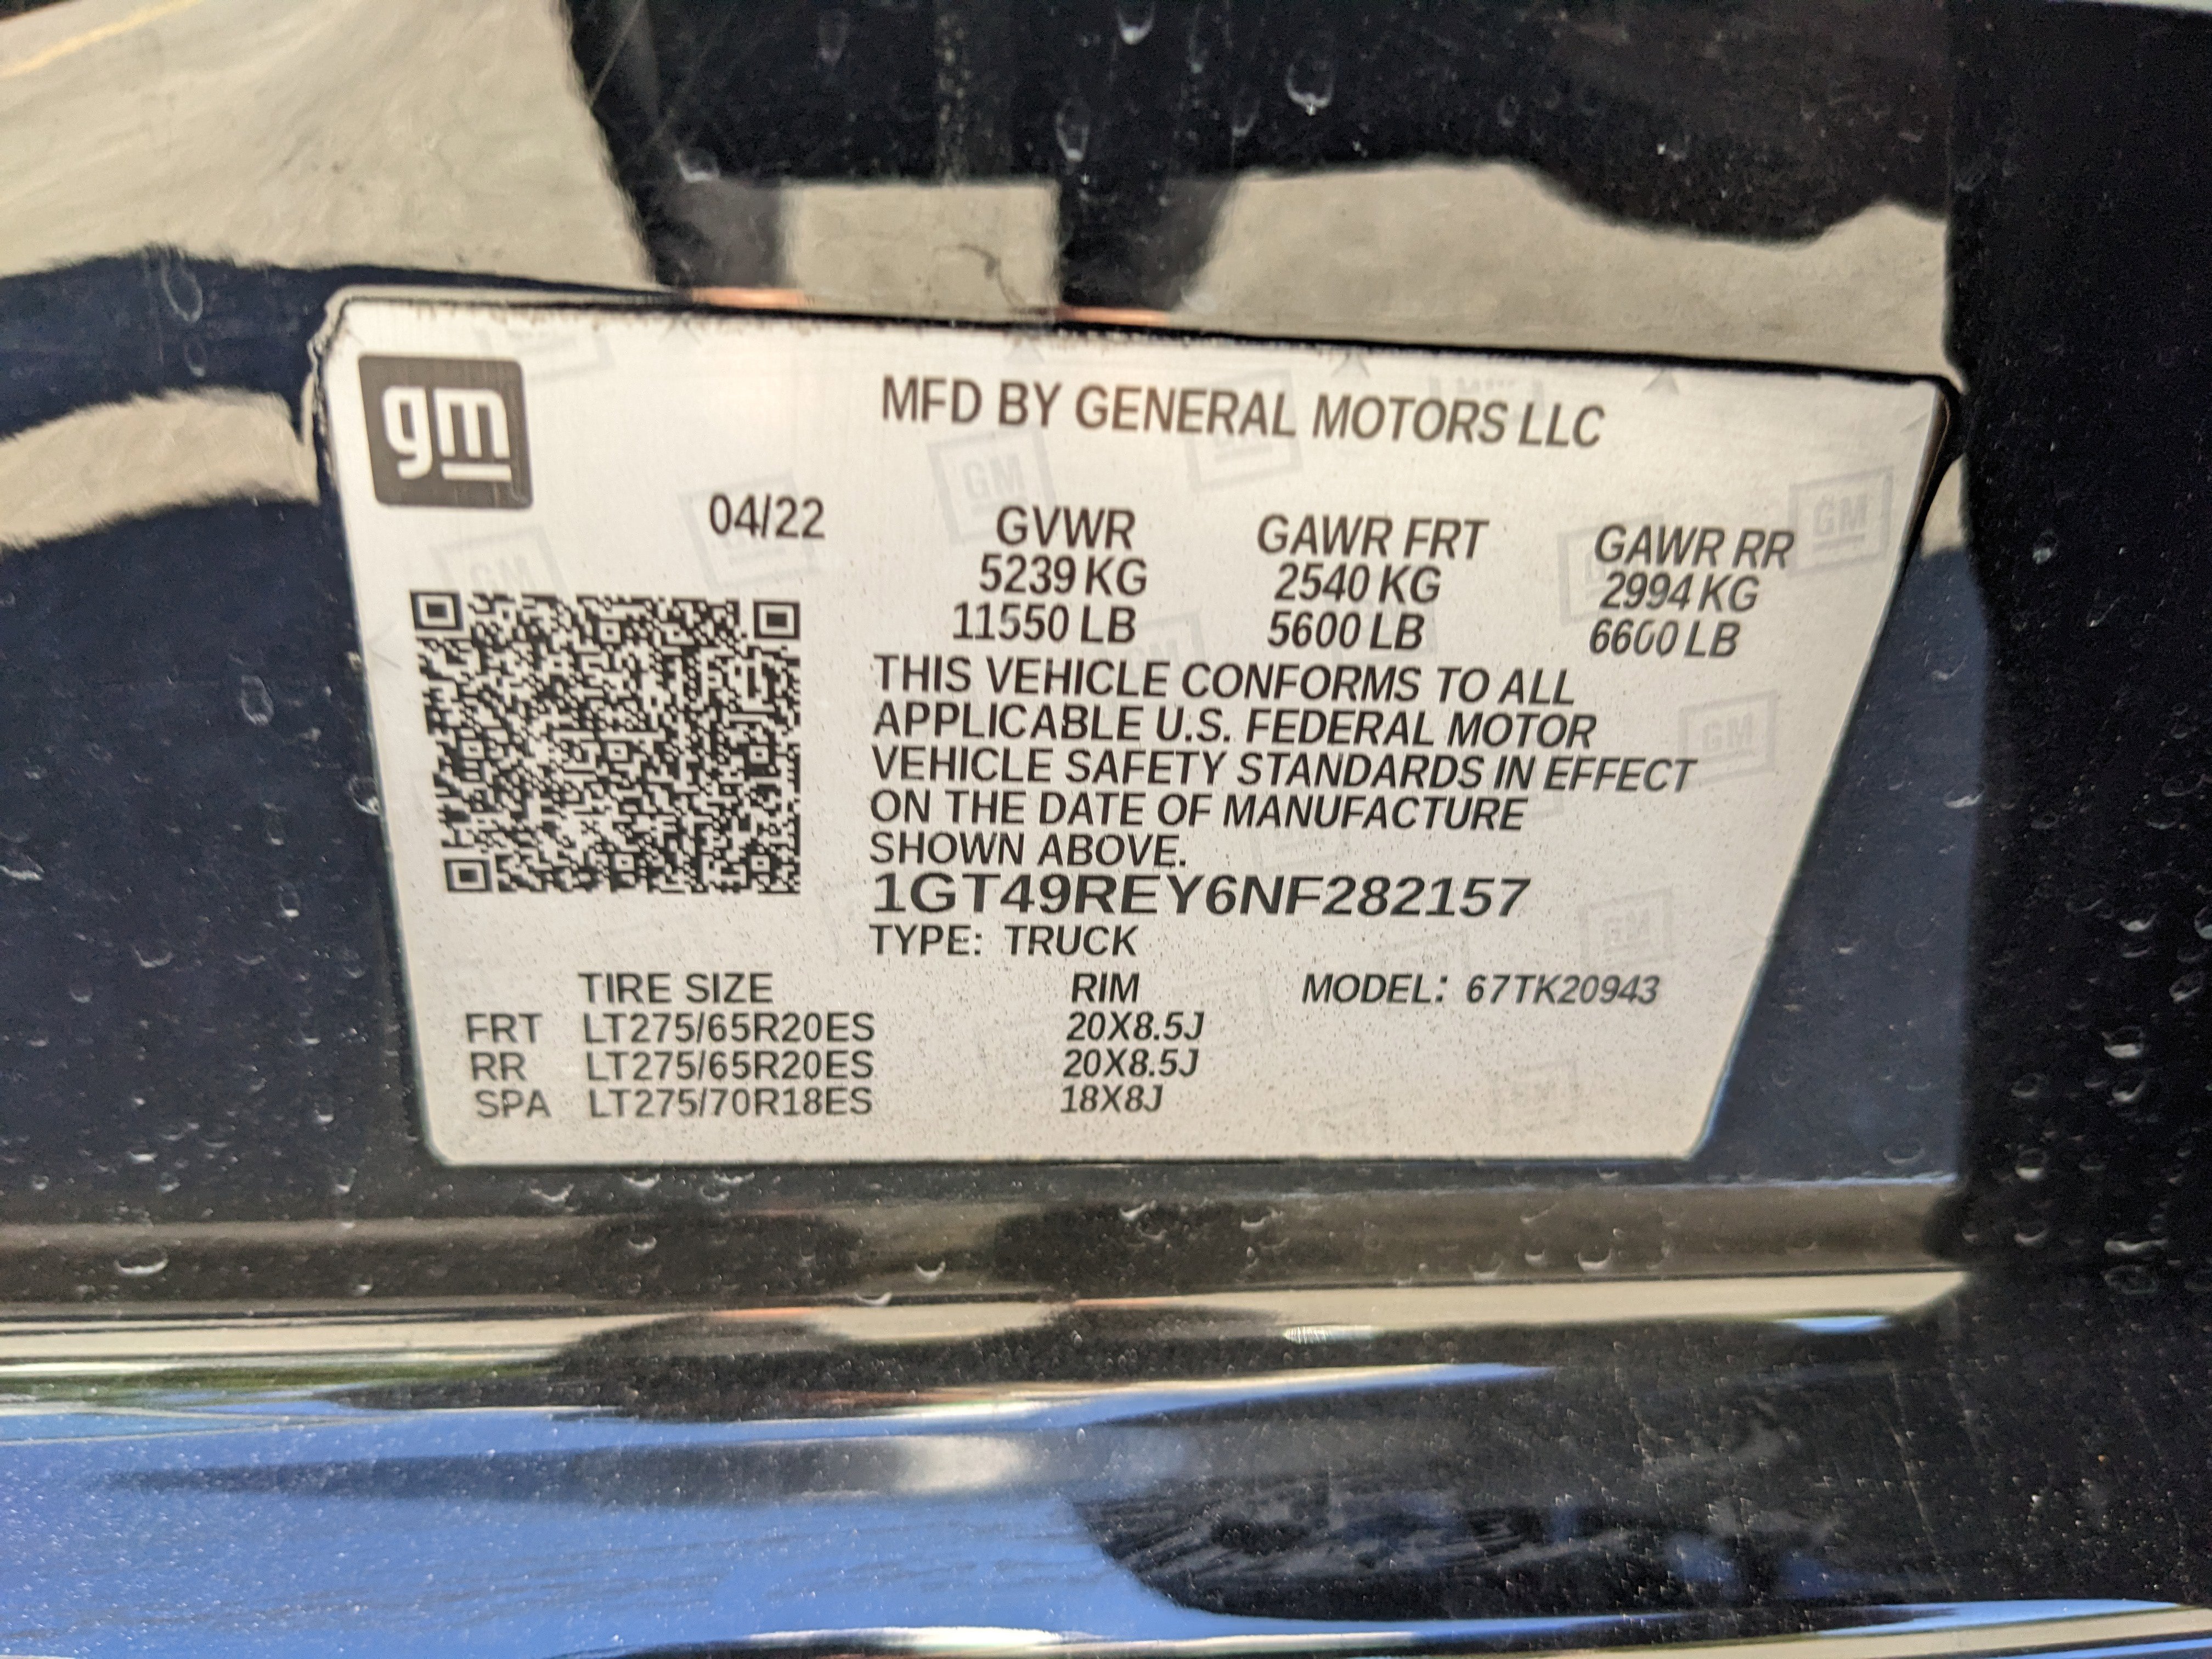 gm
MFD BY GENERAL MOTORS LLC
04/22 GVWR GAWR FRT GAWR RR
5239 KG 2540 KG 2994 KG
11550 LB 5600 LB 6600 LB
THIS VEHICLE CONFORMS TO ALL
APPLICABLE U.S. FEDERAL MOTOR
VEHICLE SAFETY STANDARDS IN EFFECT
ON THE DATE OF MANUFACTURE
SHOWN ABOVE.
1GT49REY6NF282157
TYPE: TRUCK
TIRE SIZE RIM MODEL: 67TK20943
FRT LT275/65R20ES 20X8.5J
RR LT275/65R20ES 20X8.5J
SPA LT275/70R18ES 18X8J